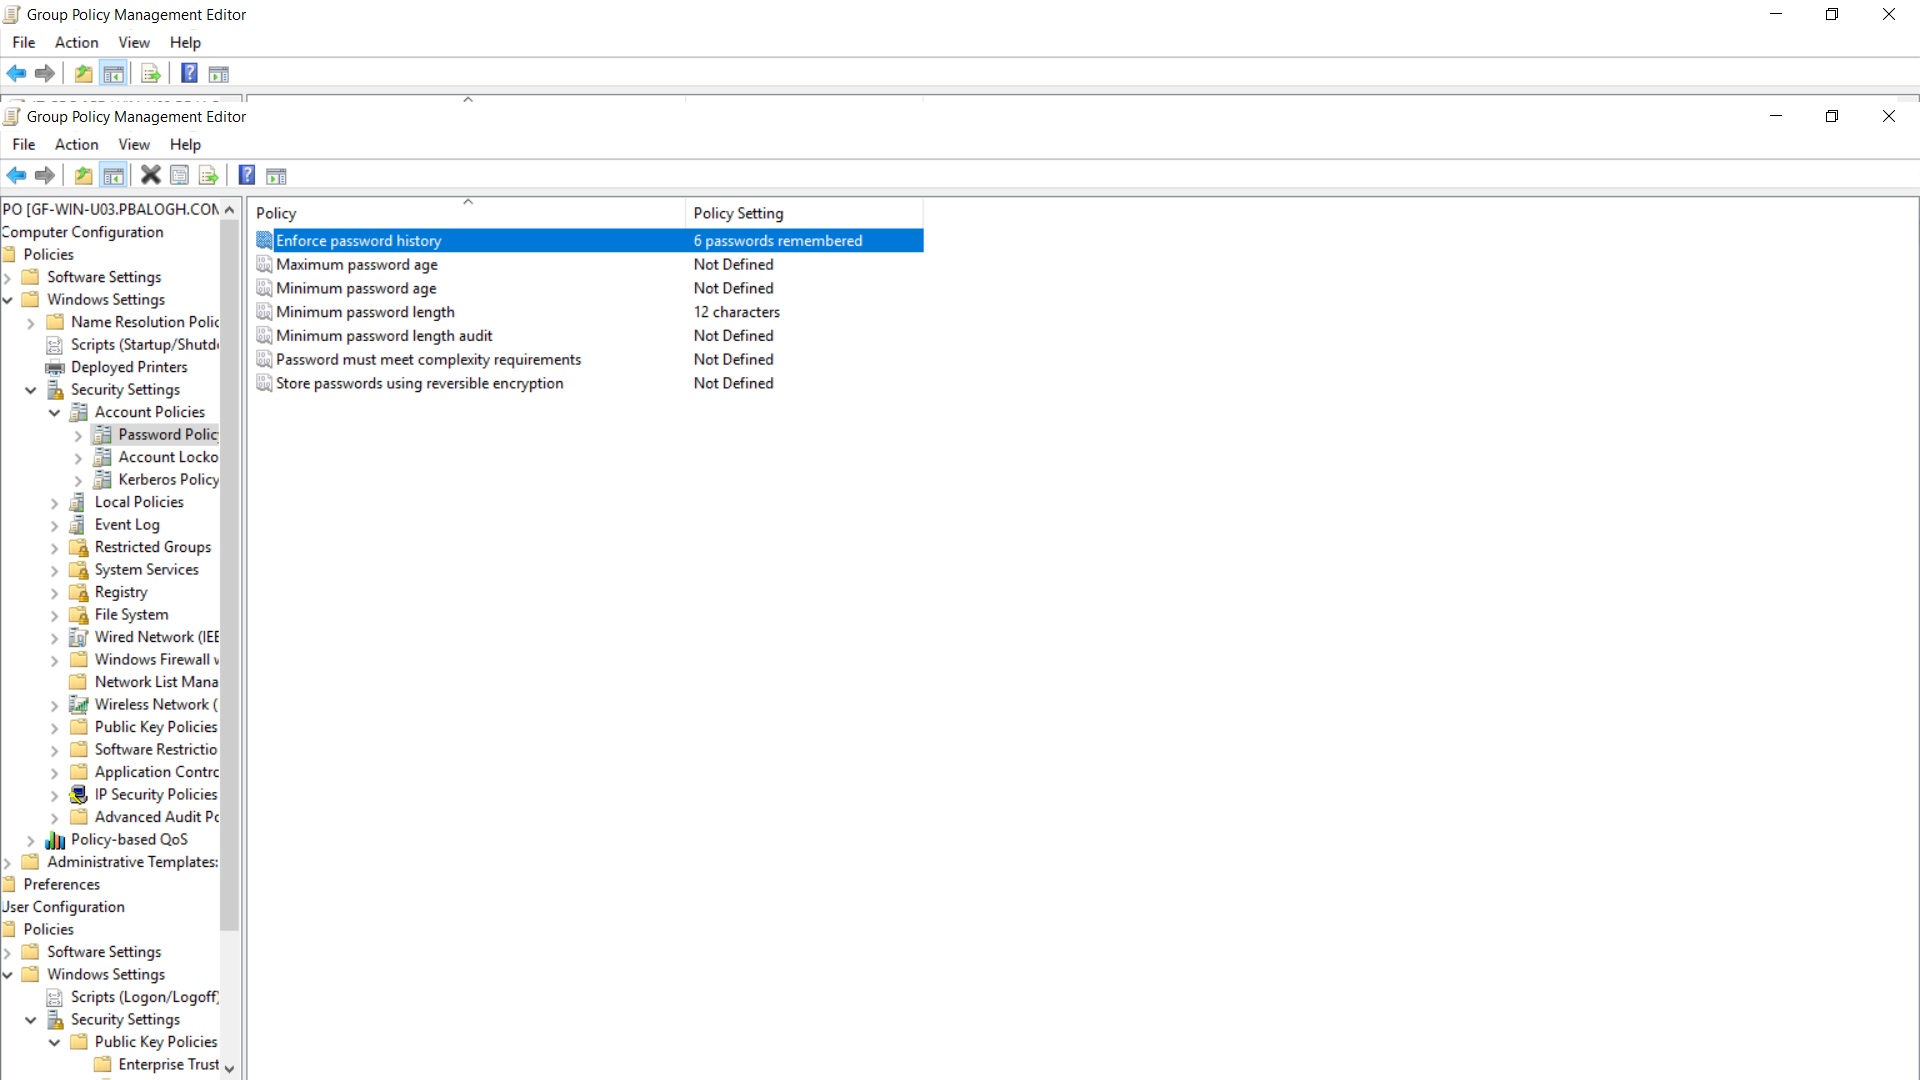 Group Policy Management Editor
File Action View Help
Group Policy Management Editor
File Action View Help
PO [GF-WIN-U03.PBALOGH.COM
Computer Configuration
Policies
Software Settings
Windows Settings
Name Resolution Polic
Scripts (Startup/Shutd
Deployed Printers
Security Settings
Account Policies
Password Polic
Account Locko
Kerberos Policy
Local Policies
Event Log
Restricted Groups
System Services
Registry
File System
Wired Network (IEE
Windows Firewall
Network List Mana
Wireless Network (
Public Key Policies
Software Restrictio
Application Contro
IP Security Policies
Advanced Audit Po
Policy-based QoS
Administrative Templates:
Preferences
User Configuration
Policies
Software Settings
Windows Settings
Scripts (Logon/Logoff)
Security Settings
Public Key Policies
Enterprise Trust
Policy Policy Setting
Enforce password history 6 passwords remembered
Maximum password age Not Defined
Minimum password age Not Defined
Minimum password length 12 characters
Minimum password length audit Not Defined
Password must meet complexity requirements Not Defined
Store passwords using reversible encryption Not Defined